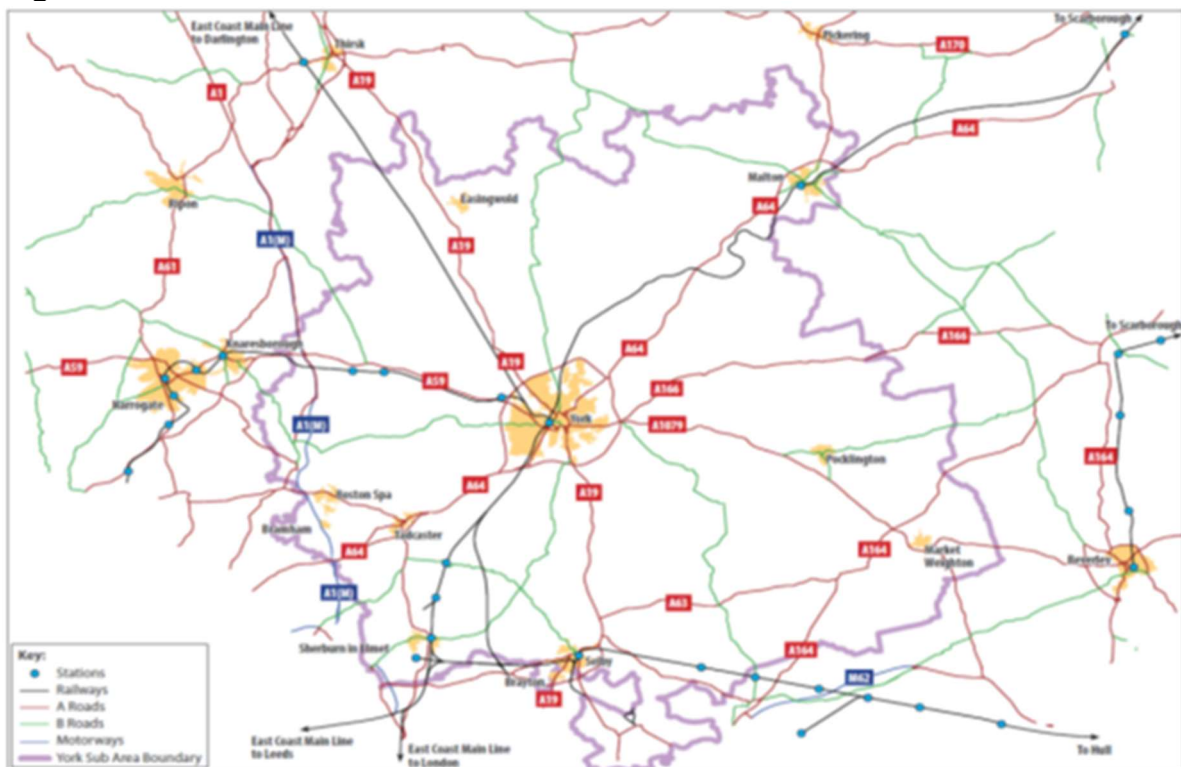 East Coast Main Line
to Darlington
Thirsk
To Scarborough
Pickering
A170
A1
A19
A64
Malton
Ripon
Easingwold
A64
A1(M)
A19
A61
To Scarborough
A166
Knaresborough
A59
A19
A64
A59
A166
Harrogate
A1(M)
York
A1079
Pocklington
A164
A64
A19
Boston Spa
Bramham
Tadcaster
A64
A164
Market
Weighton
Beverley
A1(M)
A63
Sherburn in Elmet
A164
Selby
Brayton
A19
M62
Key:
Stations
Railways
A Roads
B Roads
Motorways
York Sub Area Boundary
East Coast Main Line
to Leeds
East Coast Main Line
to London
To Hull